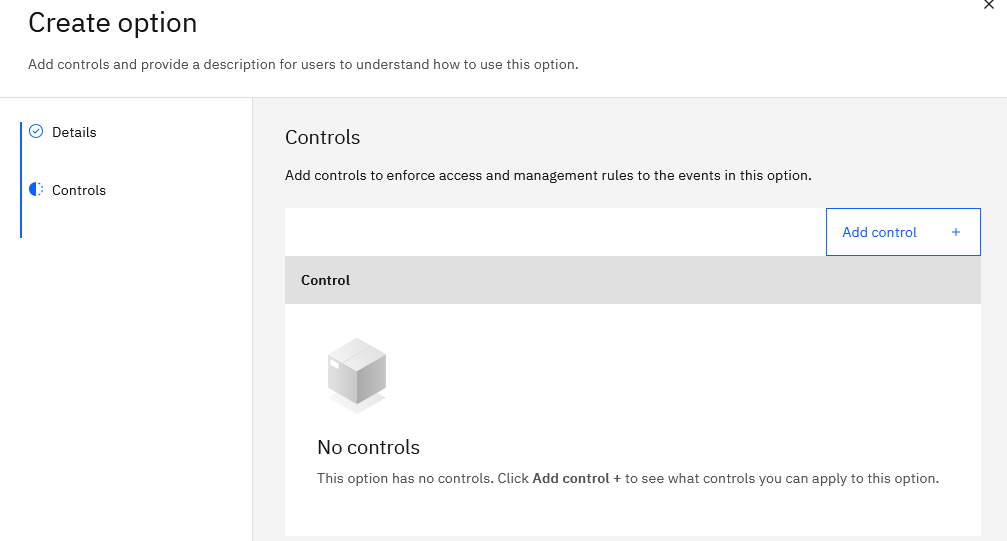 Create option
Add controls and provide a description for users to understand how to use this option.
Details
Controls
Controls
Add controls to enforce access and management rules to the events in this option.
Add control +
Control
No controls
This option has no controls. Click Add control + to see what controls you can apply to this option.